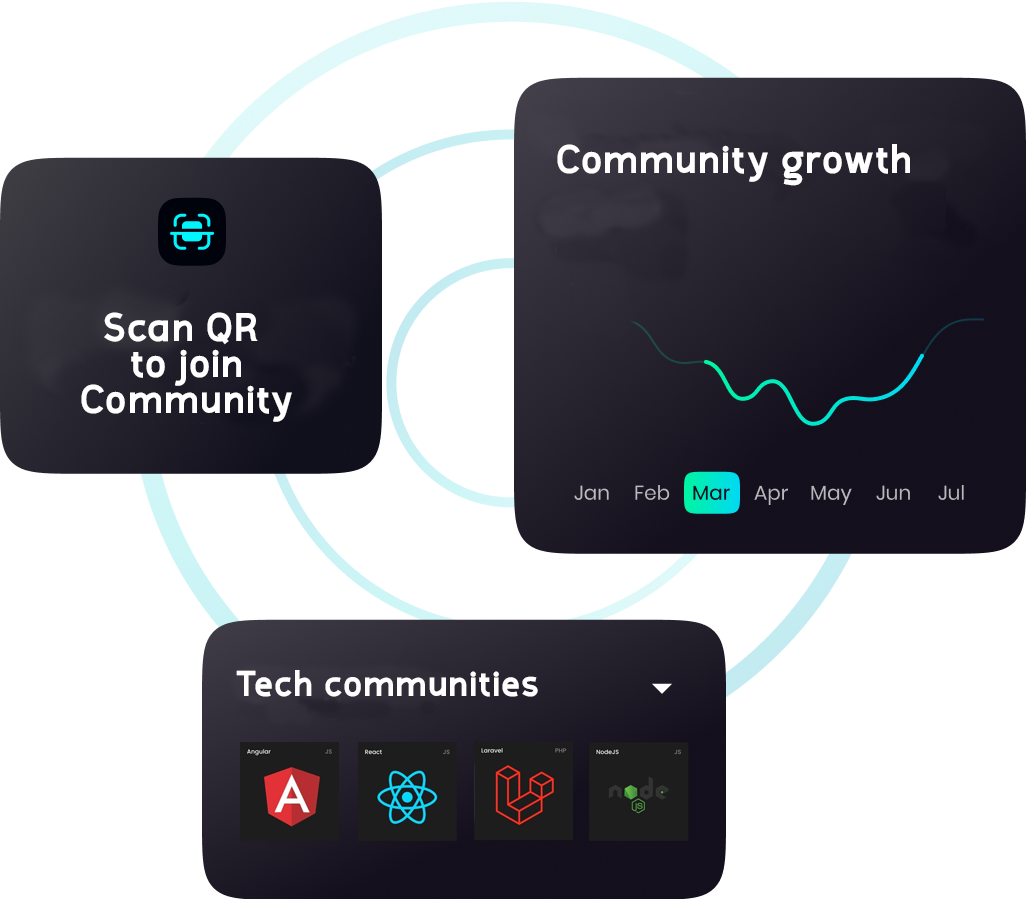 Community growth
Scan QR
to join
Community
Jan Feb Mar Apr May Jun Jul
Tech communities
Angular JS React JS Laravel PHP NodeJS JS
node
JS